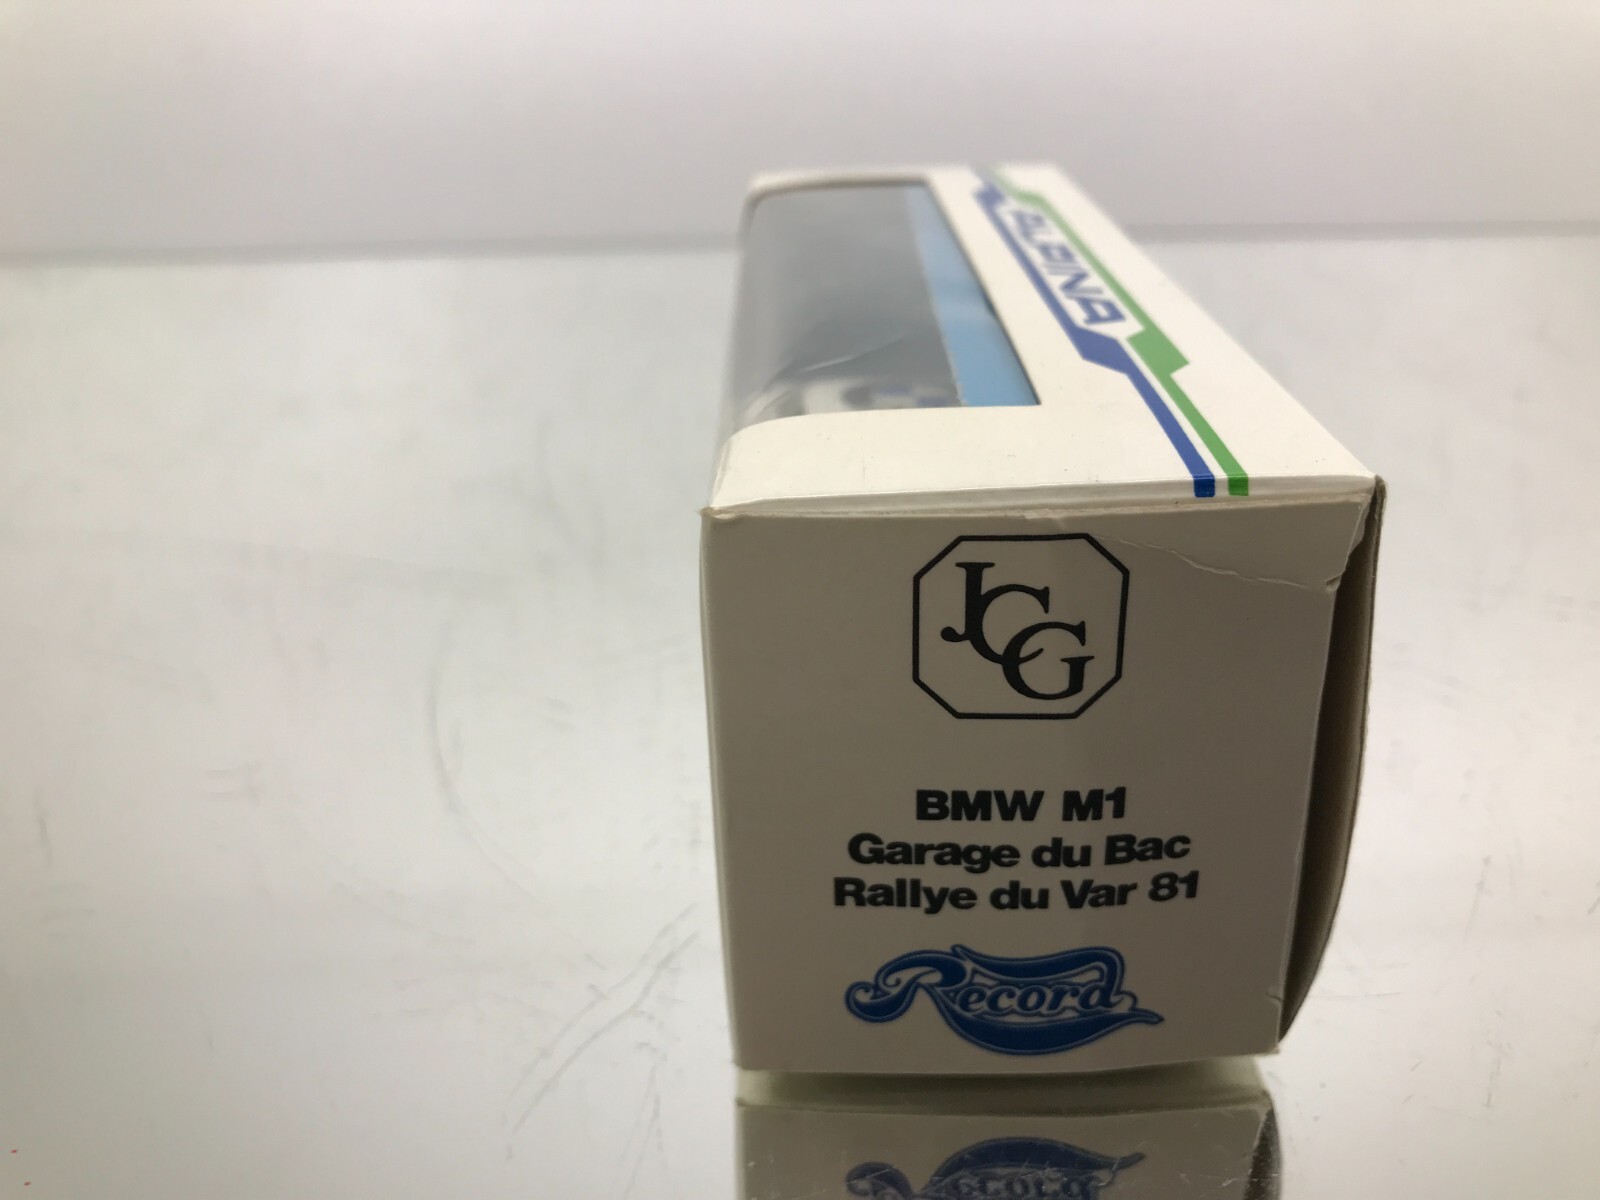 ALPINA
JCG
BMW M1
Garage du Bac
Rallye du Var 81
Record